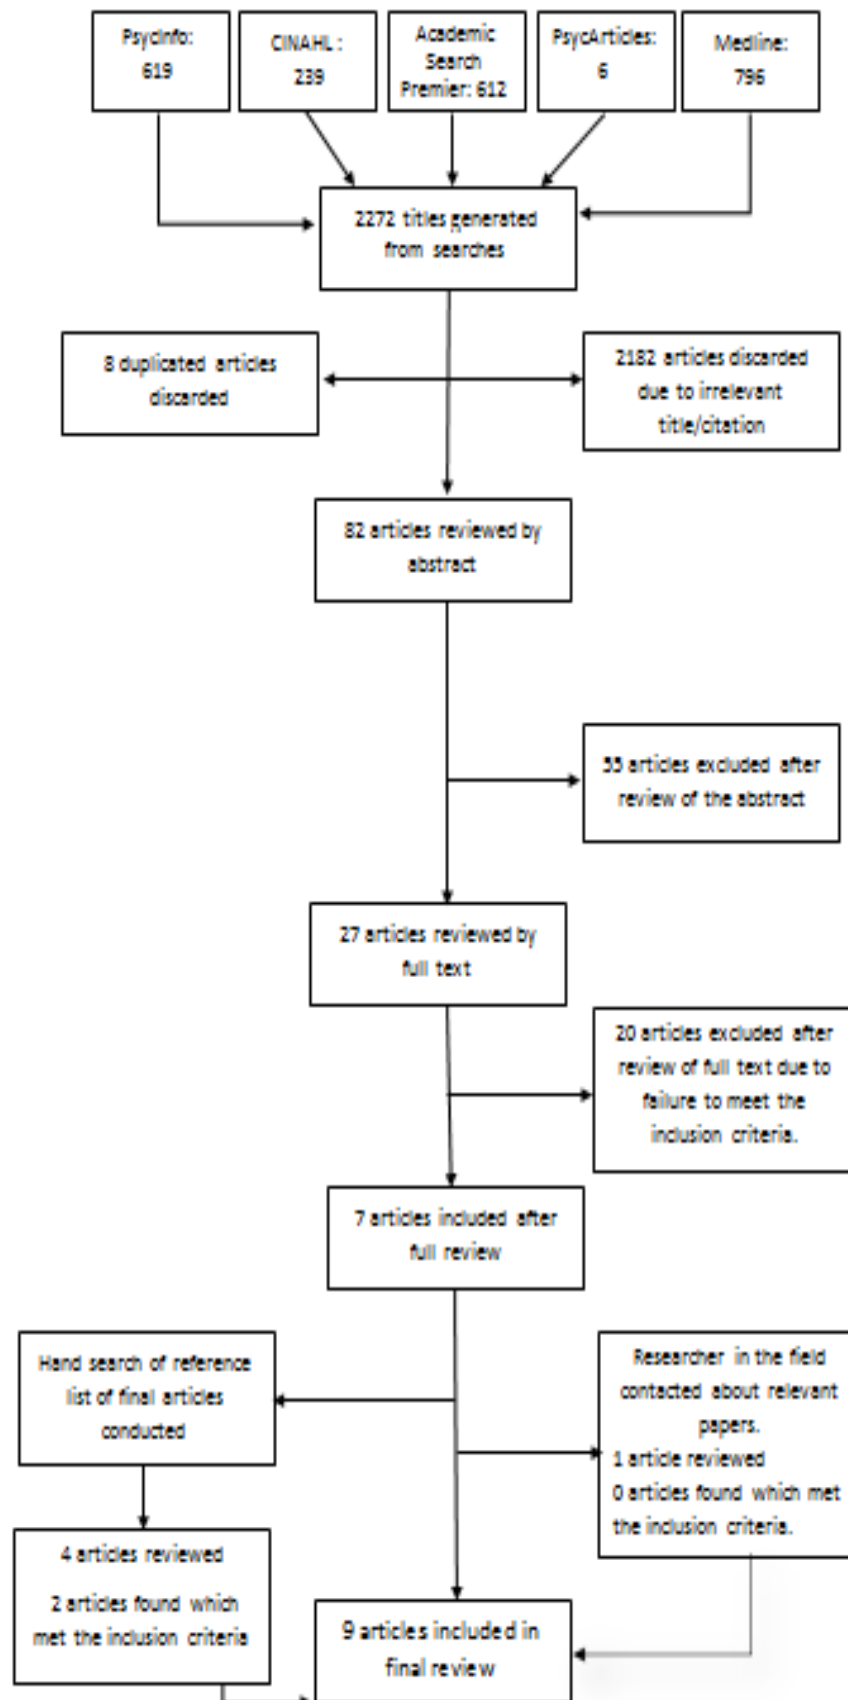 PsycInfo:
619
CINAHL :
239
Academic
Search
Premier: 612
PsycArticles:
6
Medline:
796
2272 titles generated
from searches
8 duplicated articles
discarded
2182 articles discarded
due to irrelevant
title/citation
82 articles reviewed by
abstract
55 articles excluded after
review of the abstract
27 articles reviewed by
full text
20 articles excluded after
review of full text due to
failure to meet the
inclusion criteria.
7 articles included after
full review
Hand search of reference
list of final articles
conducted
Researcher in the field
contacted about relevant
papers.
1 article reviewed
0 articles found which met
the inclusion criteria.
4 articles reviewed
2 articles found which
met the inclusion criteria
9 articles included in
final review